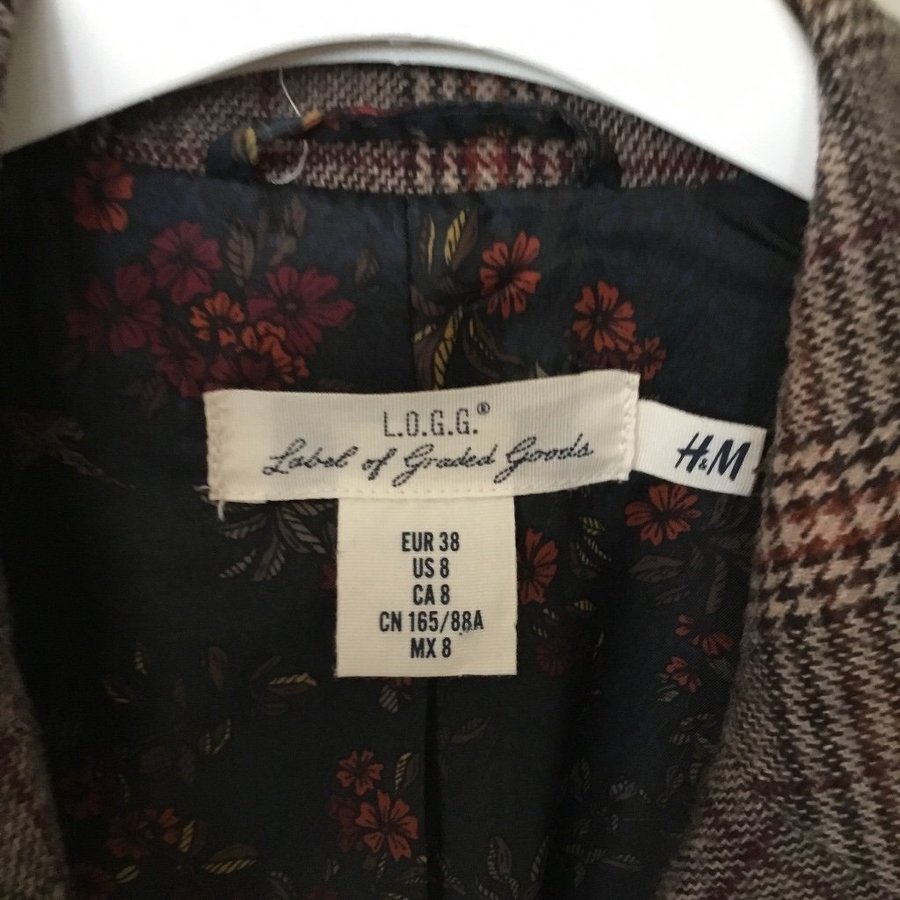 L.O.G.G.®
Label of Graded Goods
H&M
EUR 38
US 8
CA 8
CN 165/88A
MX 8